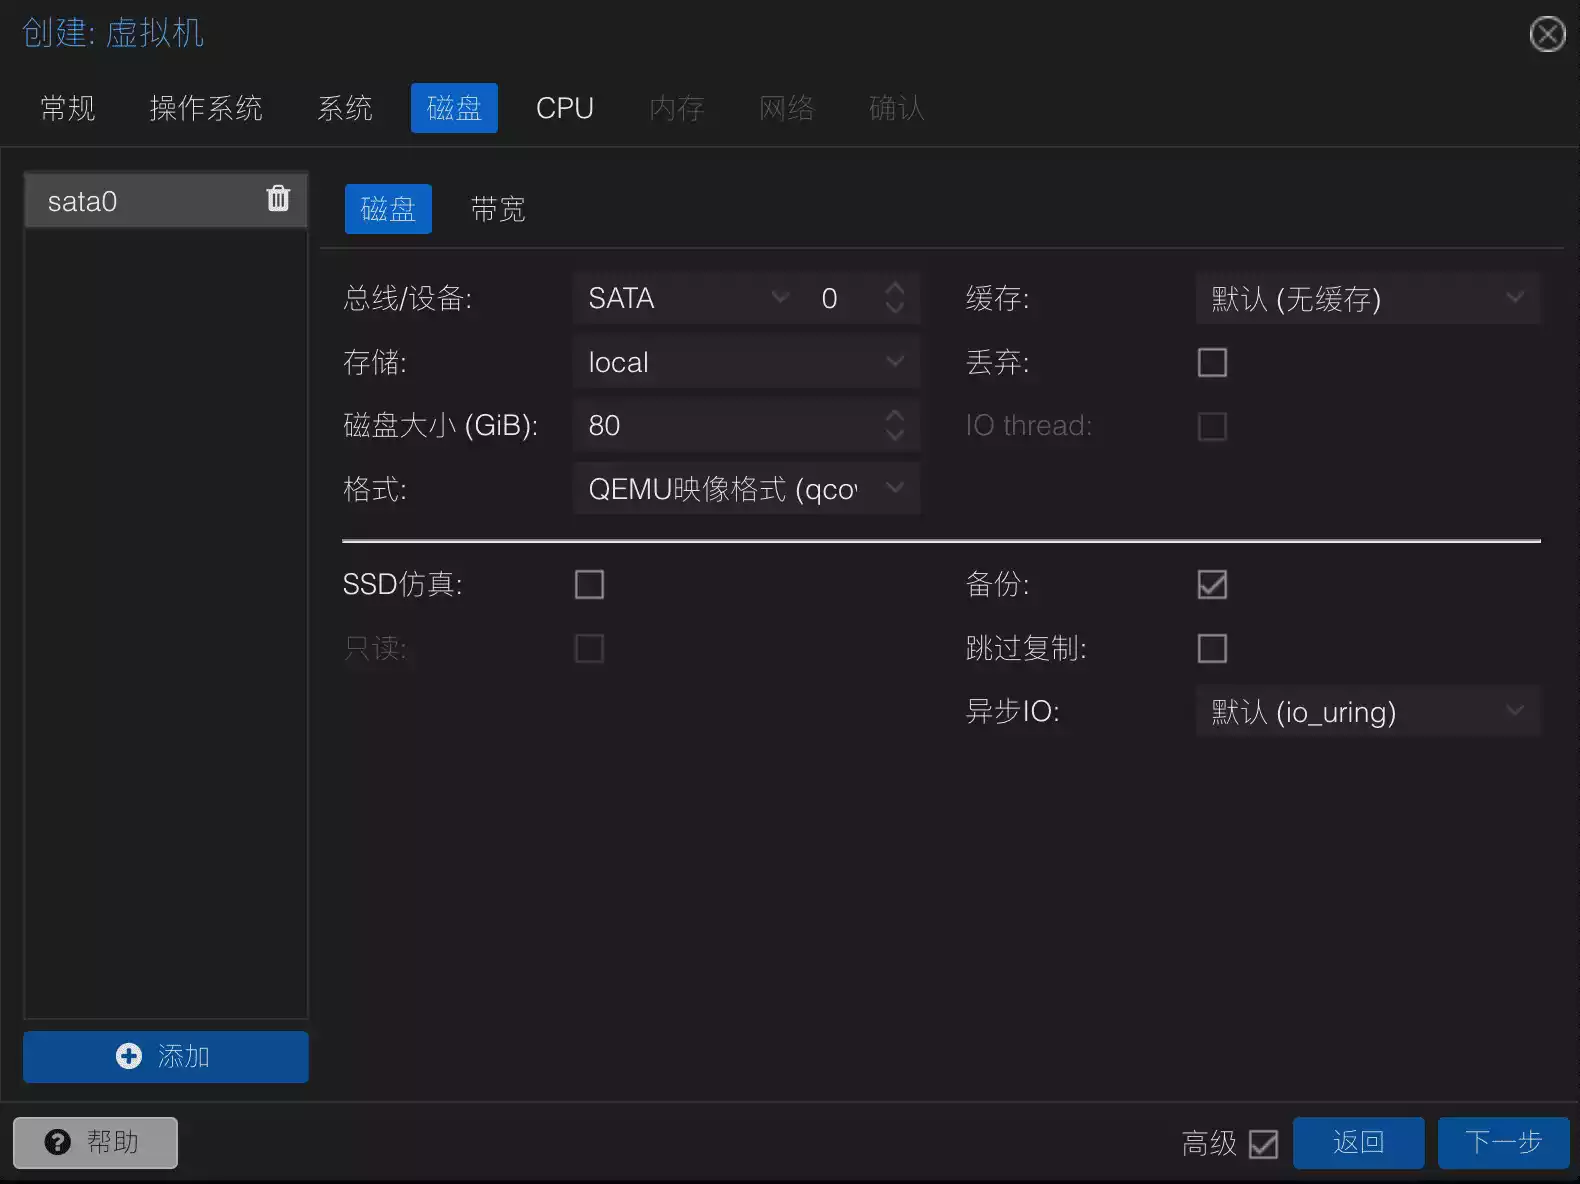 创建: 虚拟机
常规 操作系统 系统 磁盘 CPU 内存 网络 确认
sata0
磁盘 带宽
总线/设备: SATA 0 缓存: 默认 (无缓存)
存储: local 丢弃:
磁盘大小 (GiB): 80 IO thread:
格式: QEMU映像格式 (qcow
SSD仿真: 备份:
只读: 跳过复制:
异步IO: 默认 (io_uring)
添加
帮助 高级 返回 下一步